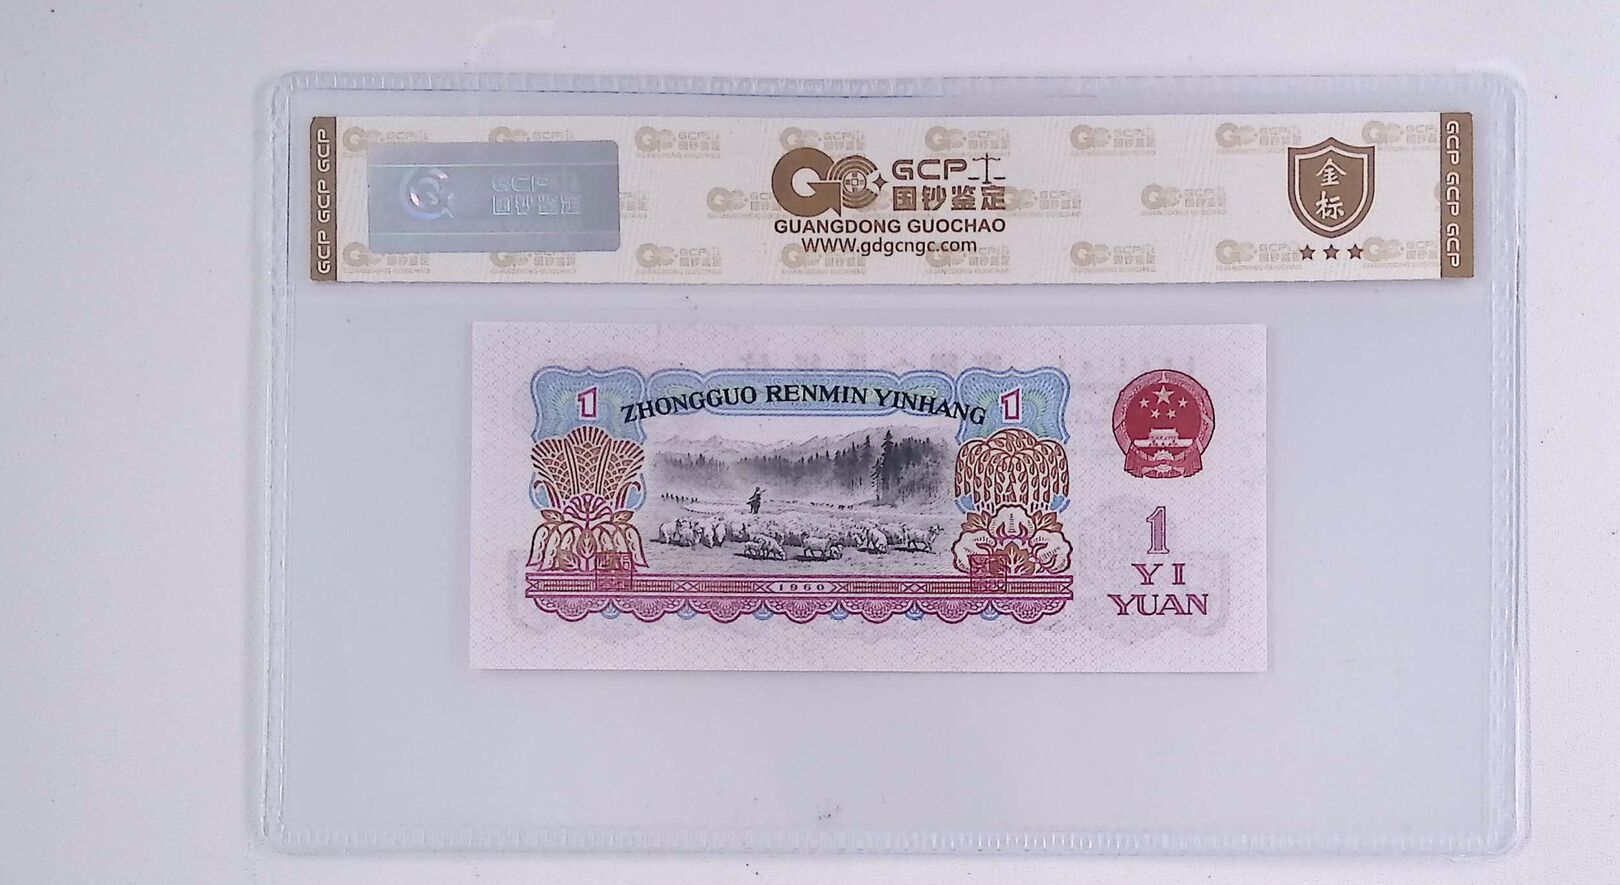 GCP GCP GCP
GCP
国钞鉴定
GCP
国钞鉴定
GUANGDONG GUOCHAO
WWW.gdgcngc.com
金
标
GCP GCP GCP
1
ZHONGGUO RENMIN YINHANG
1
1960
1
YI
YUAN